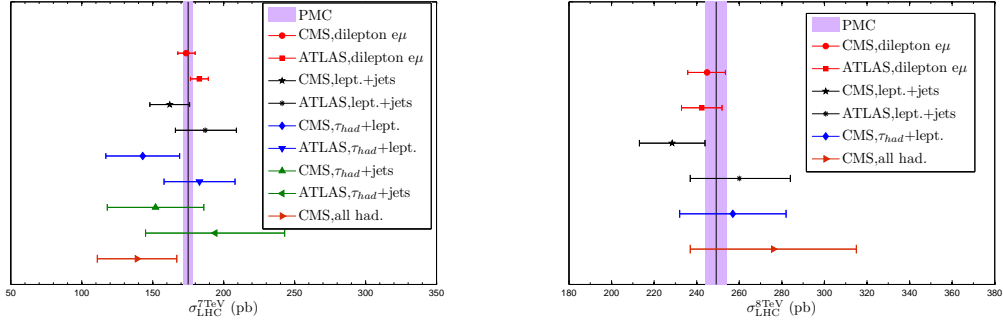 PMC
CMS,dilepton eμ
ATLAS,dilepton eμ
CMS,lept.+jets
ATLAS,lept.+jets
CMS,τhad+lept.
ATLAS,τhad+lept.
CMS,τhad+jets
ATLAS,τhad+jets
CMS,all had.
50 100 150 200 250 300 350
σ7TeVLHC (pb)
PMC
CMS,dilepton eμ
ATLAS,dilepton eμ
CMS,lept.+jets
ATLAS,lept.+jets
CMS,τhad+lept.
CMS,all had.
180 200 220 240 260 280 300 320 340 360 380
σ8TeVLHC (pb)